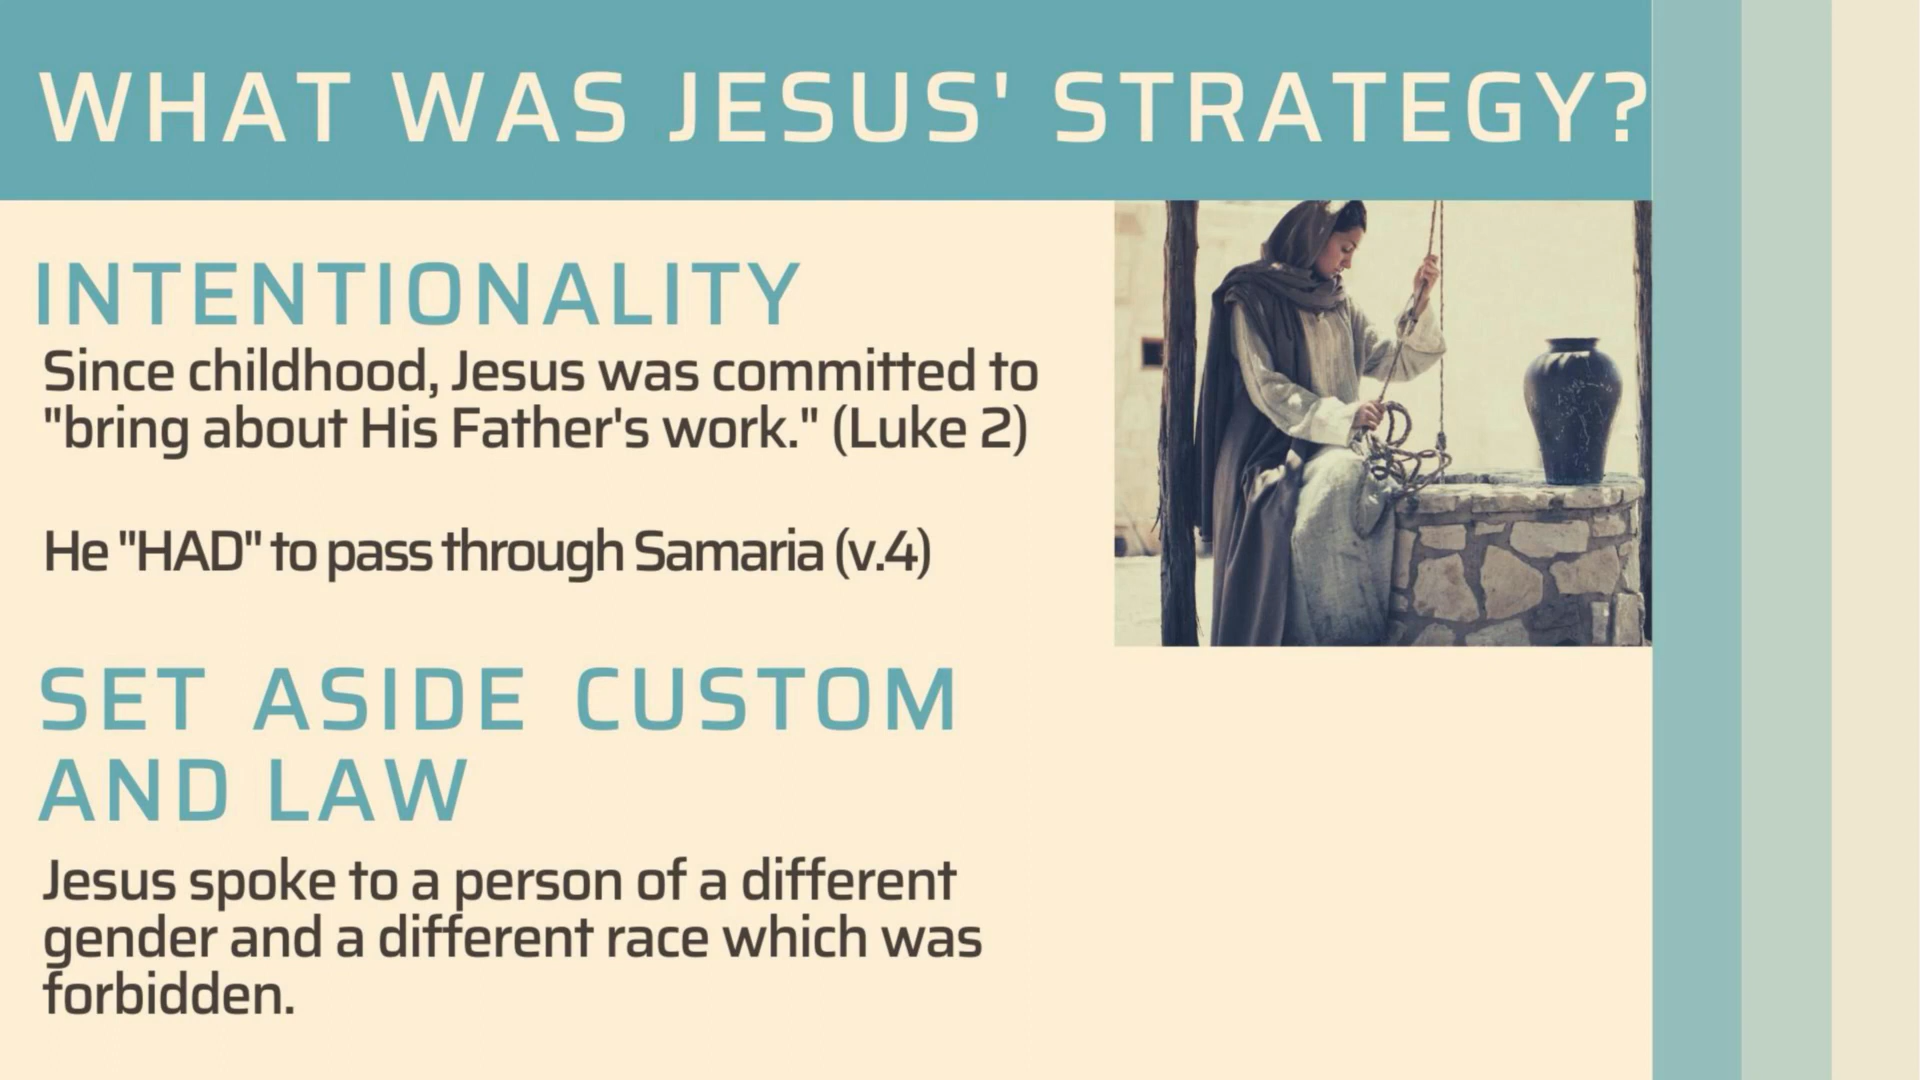 WHAT WAS JESUS' STRATEGY?
INTENTIONALITY
Since childhood, Jesus was committed to
"bring about His Father's work." (Luke 2)
He "HAD" to pass through Samaria (v.4)
SET ASIDE CUSTOM
AND LAW
Jesus spoke to a person of a different
gender and a different race which was
forbidden.